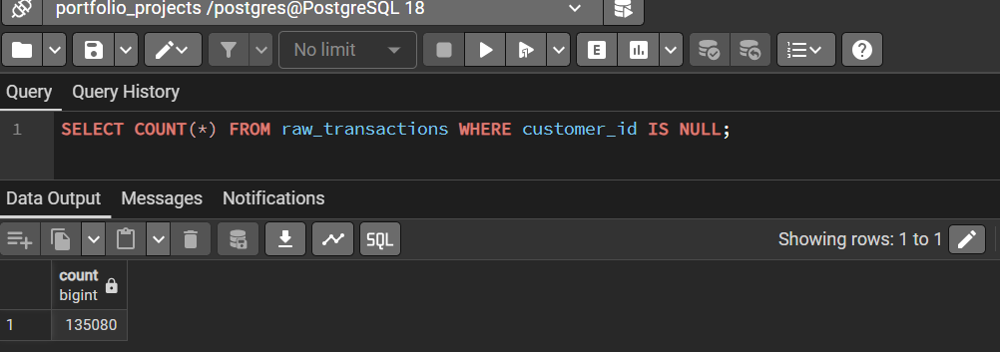 portfolio_projects /postgres@PostgreSQL 18
No limit
E
Query Query History
1 SELECT COUNT(*) FROM raw_transactions WHERE customer_id IS NULL;
Data Output Messages Notifications
SQL Showing rows: 1 to 1
count
bigint
1 135080